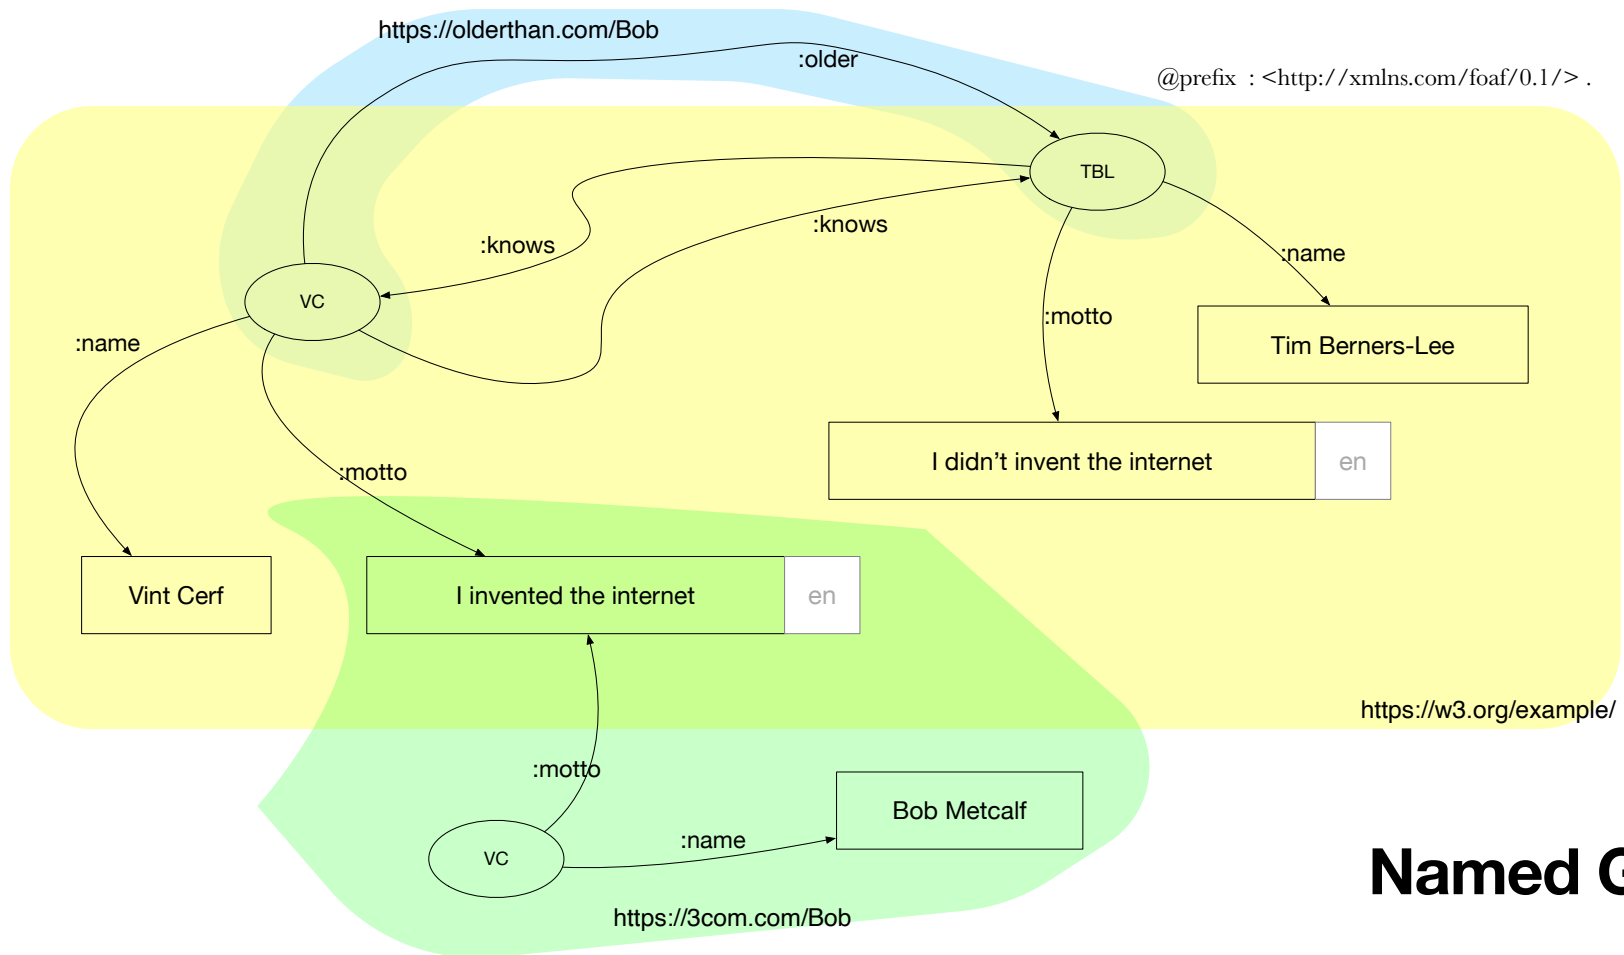 https://olderthan.com/Bob
:older
@prefix : <http://xmlns.com/foaf/0.1/> .
TBL
:knows
:knows
:name
VC
:motto
:name
Tim Berners-Lee
I didn't invent the internet
en
:motto
Vint Cerf
I invented the internet
en
https://w3.org/example/
:motto
Bob Metcalf
:name
VC
Named G
https://3com.com/Bob